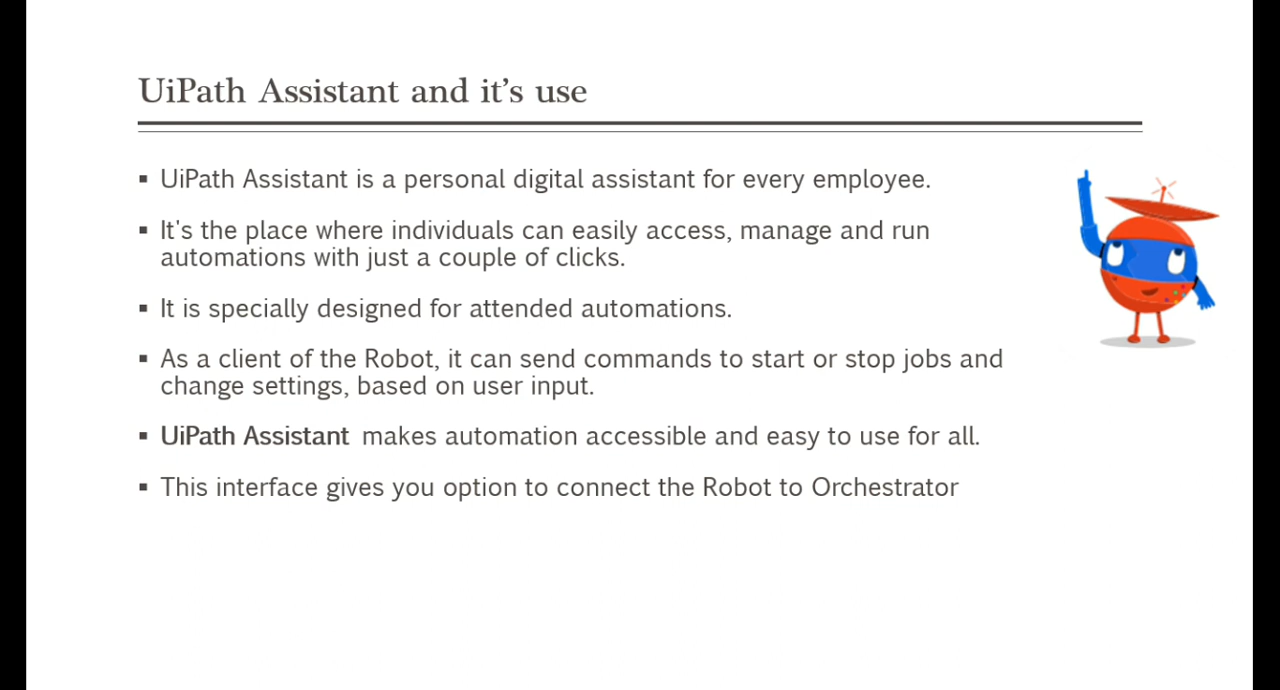 UiPath Assistant and it’s use
▪ UiPath Assistant is a personal digital assistant for every employee.
▪ It's the place where individuals can easily access, manage and run
automations with just a couple of clicks.
▪ It is specially designed for attended automations.
▪ As a client of the Robot, it can send commands to start or stop jobs and
change settings, based on user input.
▪ UiPath Assistant makes automation accessible and easy to use for all.
▪ This interface gives you option to connect the Robot to Orchestrator